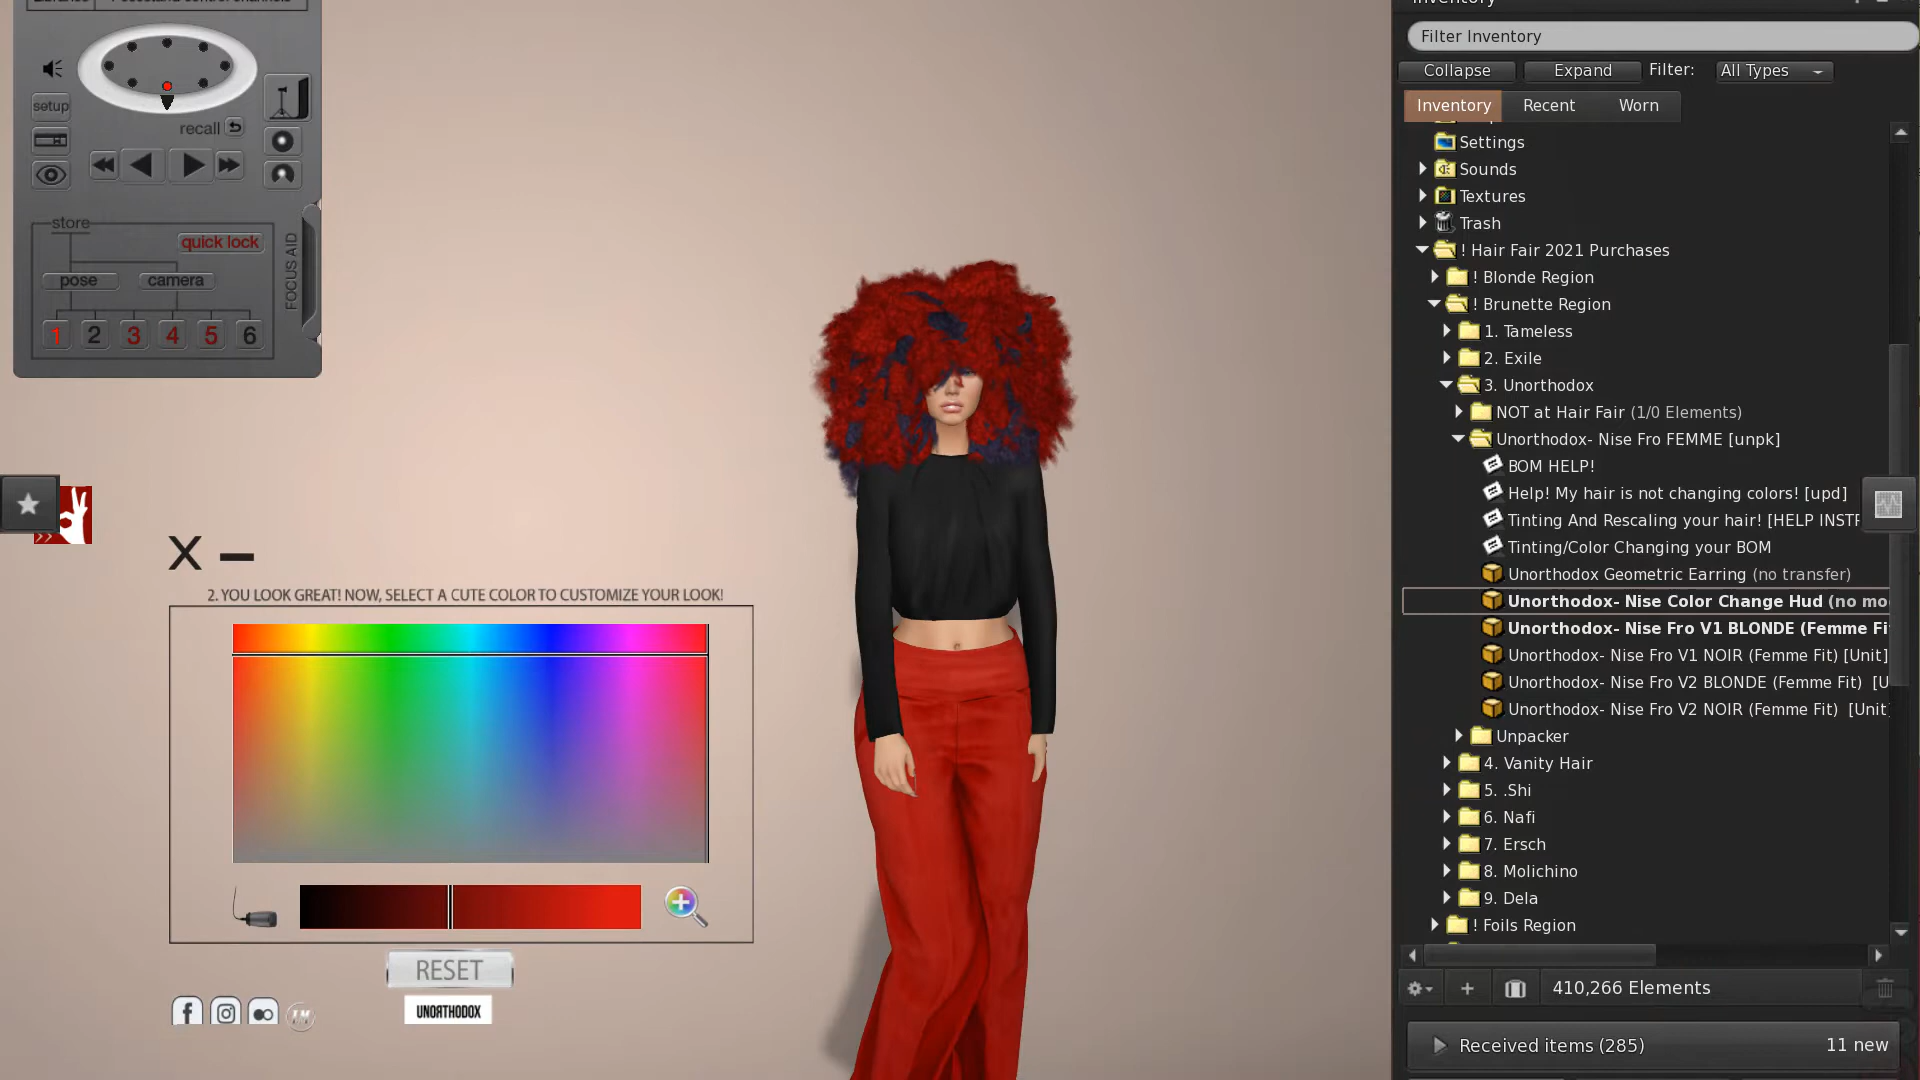 setup
recall
store
quick lock
pose
camera
1 2 3 4 5 6
FOCUS AID
X –
2. YOU LOOK GREAT! NOW, SELECT A CUTE COLOR TO CUSTOMIZE YOUR LOOK!
RESET
UNORTHODOX
Inventory
Filter Inventory
Collapse Expand Filter: All Types
Inventory Recent Worn
Settings
Sounds
Textures
Trash
! Hair Fair 2021 Purchases
! Blonde Region
! Brunette Region
1. Tameless
2. Exile
3. Unorthodox
NOT at Hair Fair (1/0 Elements)
Unorthodox- Nise Fro FEMME [unpk]
BOM HELP!
Help! My hair is not changing colors! [upd]
Tinting And Rescaling your hair! [HELP INSTR
Tinting/Color Changing your BOM
Unorthodox Geometric Earring (no transfer)
Unorthodox- Nise Color Change Hud (no mo
Unorthodox- Nise Fro V1 BLONDE (Femme Fi
Unorthodox- Nise Fro V1 NOIR (Femme Fit) [Unit]
Unorthodox- Nise Fro V2 BLONDE (Femme Fit) [U
Unorthodox- Nise Fro V2 NOIR (Femme Fit) [Unit]
Unpacker
4. Vanity Hair
5. .Shi
6. Nafi
7. Ersch
8. Molichino
9. Dela
! Foils Region
410,266 Elements
Received items (285) 11 new